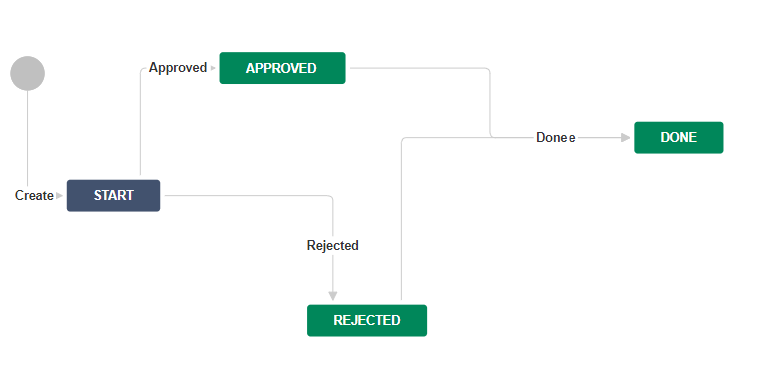 Approved
APPROVED
Donee
DONE
Create
START
Rejected
REJECTED